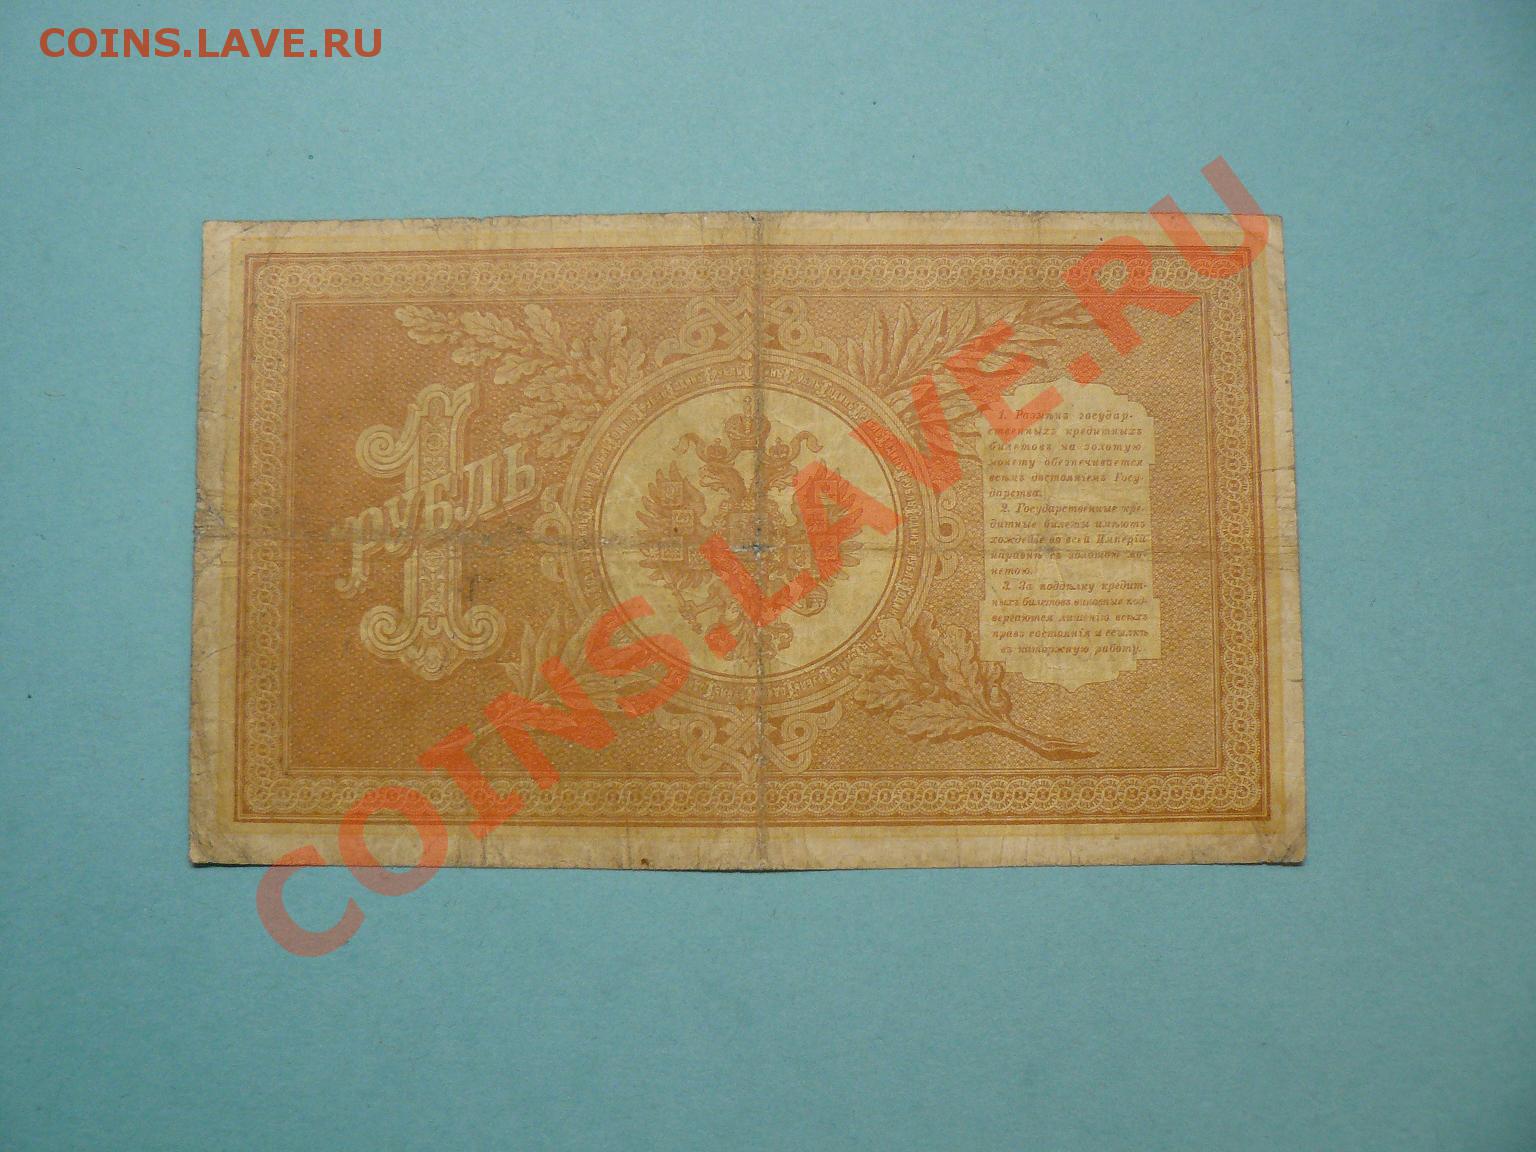 COINS.LAVE.RU
1
РУБЛЬ
1. Размѣнъ государ-
ственныхъ кредитныхъ
билетовъ на золотую
монету обезпечивается
всѣмъ достояніемъ Госу-
дарства.
2. Государственные кре-
дитные билеты имѣютъ
хожденіе во всей Имперіи
наравнѣ съ золотою мо-
нетою.
3. За поддѣлку кредит-
ныхъ билетовъ виновные под-
вергаются лишенію всѣхъ
правъ состоянія и ссылкѣ
въ каторжную работу.
COINS.LAVE.RU